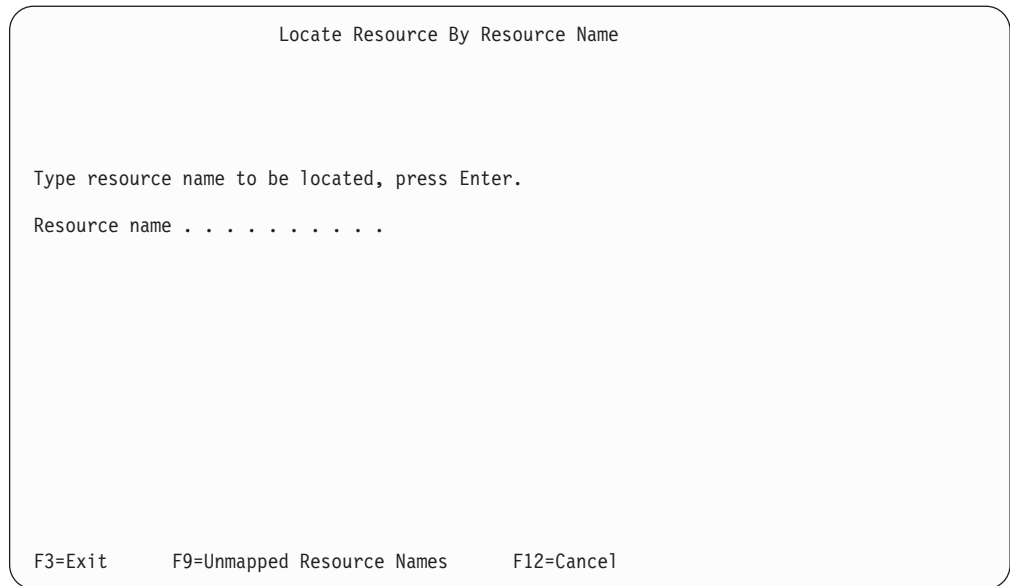 Locate Resource By Resource Name
Type resource name to be located, press Enter.
Resource name . . . . . . . . . .
F3=Exit F9=Unmapped Resource Names F12=Cancel